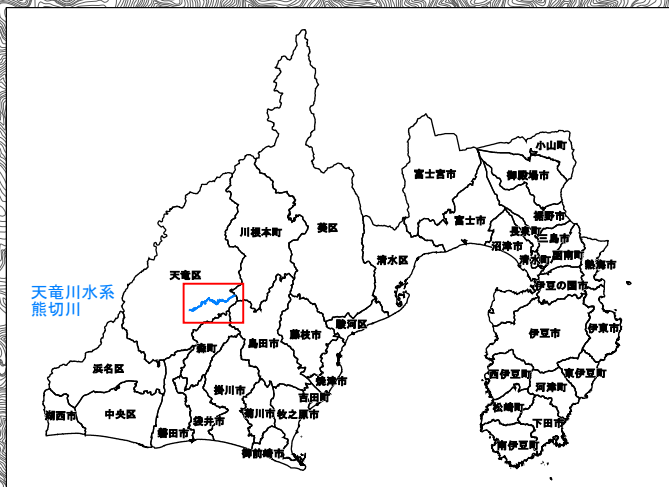 小山町
御殿場市
富士宮市
裾野市
富士市
長泉町
三島市
沼津市
清水町
函南町
熱海市
伊豆の国市
川根本町
葵区
清水区
天竜区
天竜川水系
熊切川
駿河区
伊豆市
伊東市
島田市
藤枝市
森町
浜名区
焼津市
西伊豆町
東伊豆町
河津町
掛川市
吉田町
松崎町
湖西市
中央区
袋井市
菊川市
牧之原市
下田市
磐田市
御前崎市
南伊豆町